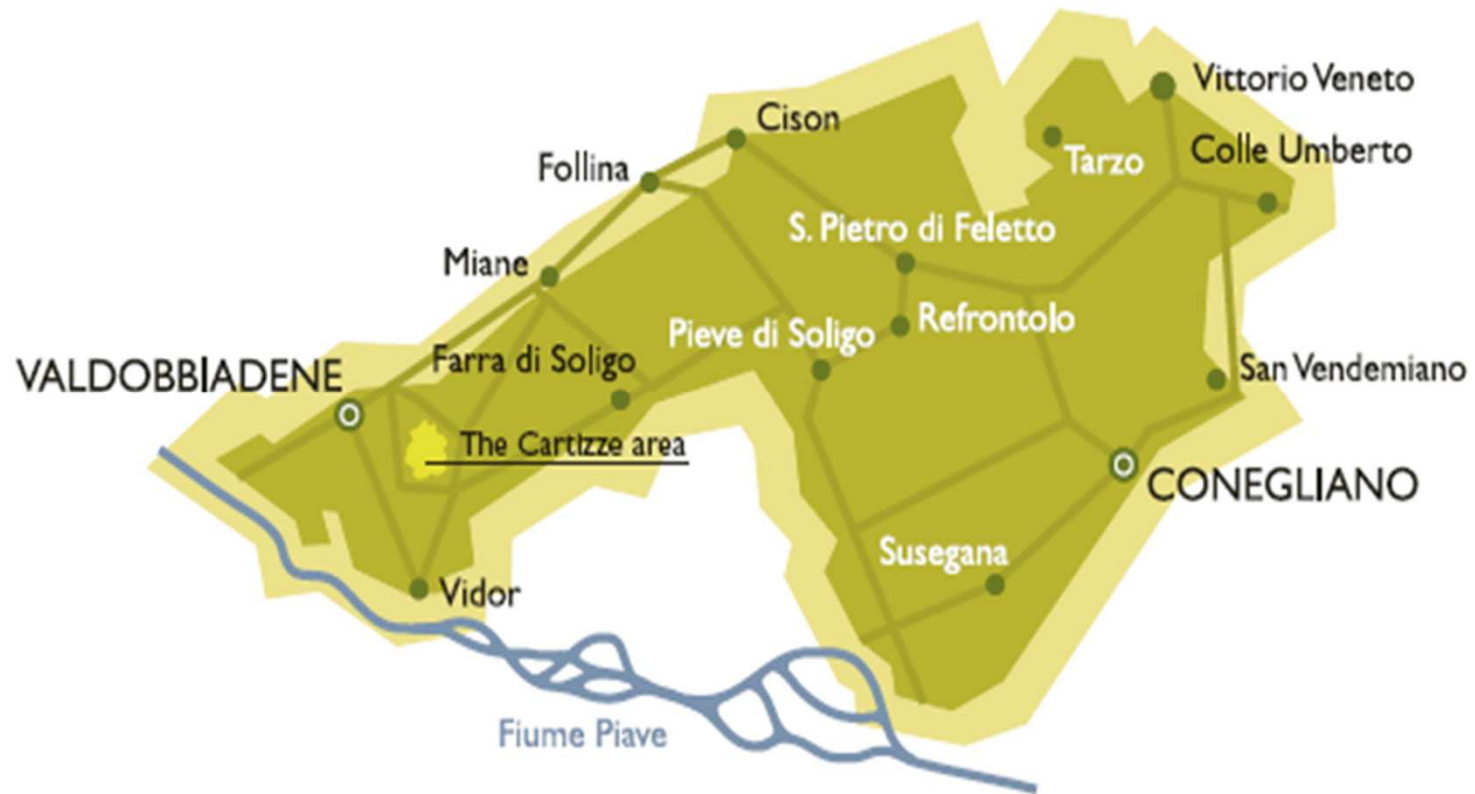 Vittorio Veneto
Cison
Colle Umberto
Follina
Tarzo
S. Pietro di Feletto
Miane
Refrontolo
Pieve di Soligo
Farra di Soligo
San Vendemiano
VALDOBBIADENE
The Cartizze area
CONEGLIANO
Susegana
Vidor
Fiume Piave